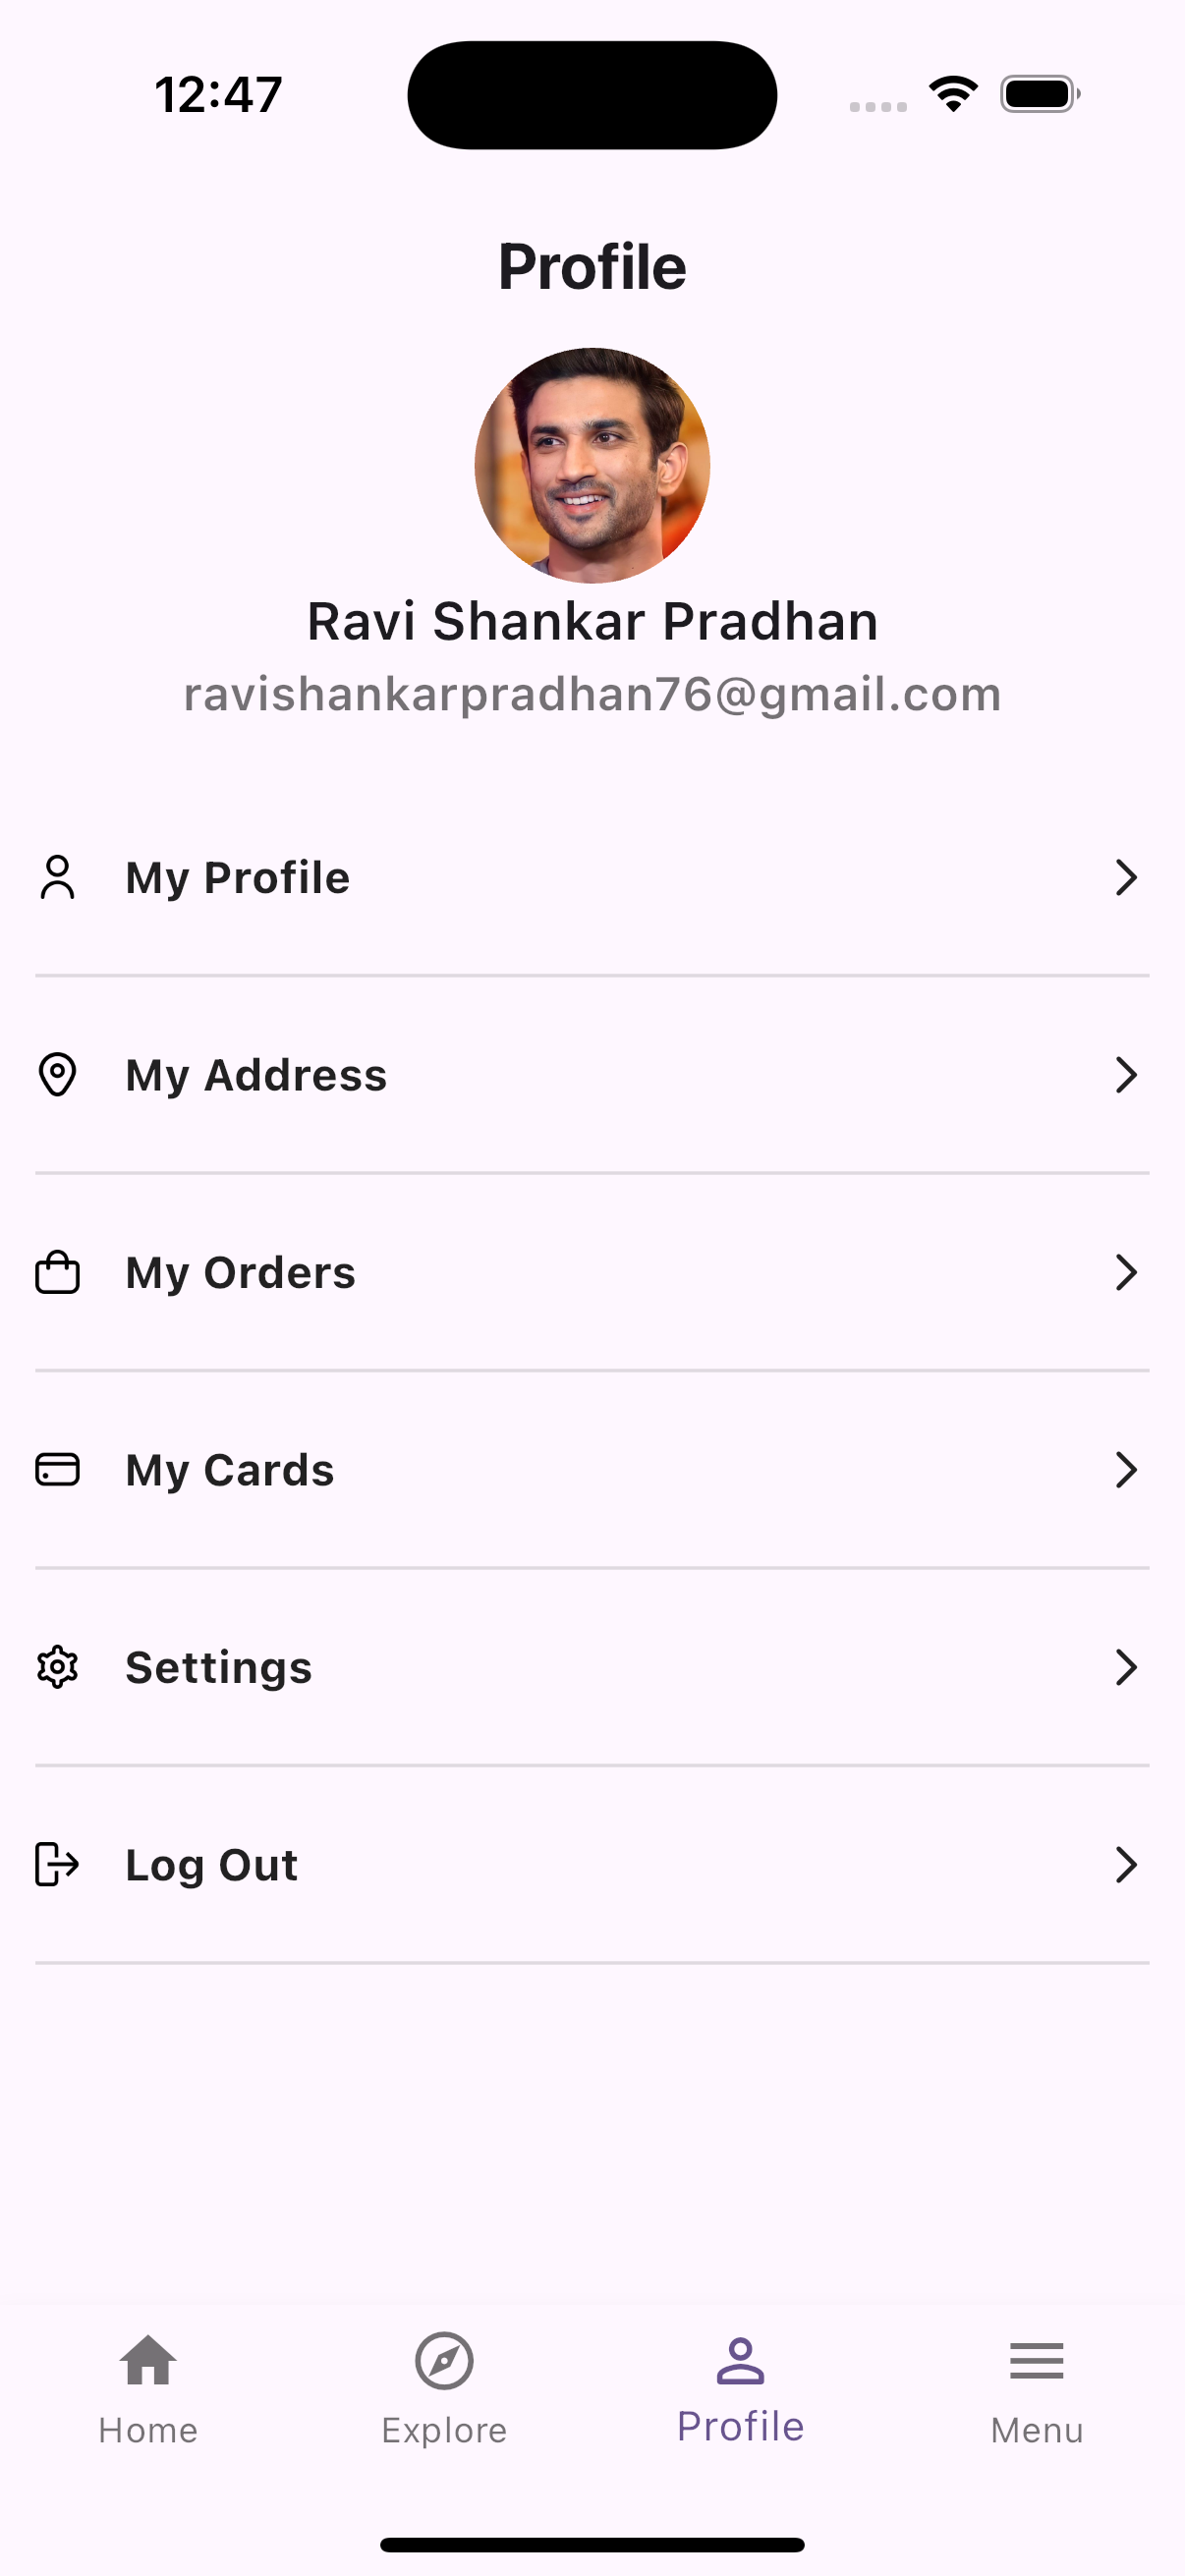 12:47
Profile
Ravi Shankar Pradhan
ravishankarpradhan76@gmail.com
My Profile
My Address
My Orders
My Cards
Settings
Log Out
Home
Explore
Profile
Menu